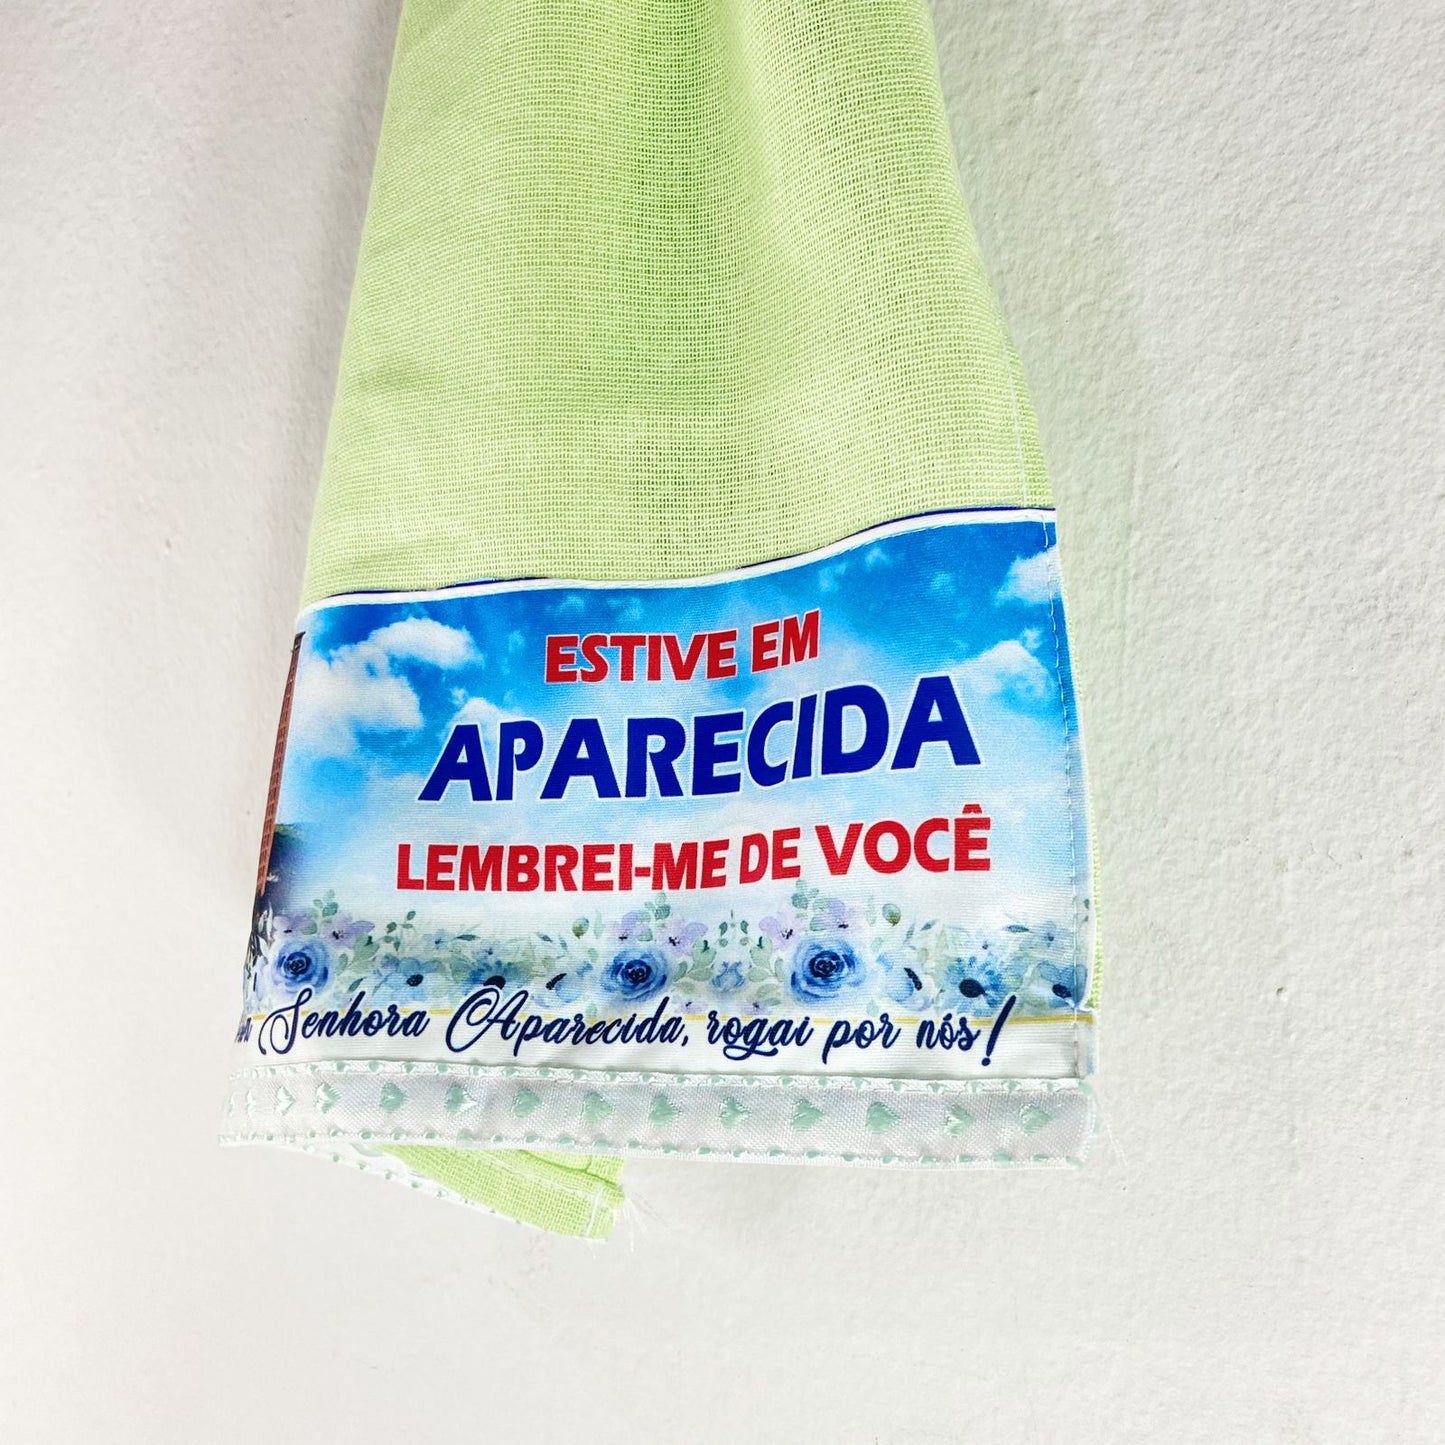 ESTIVE EM
APARECIDA
LEMBREI-ME DE VOCÊ
Senhora Aparecida, rogai por nós!